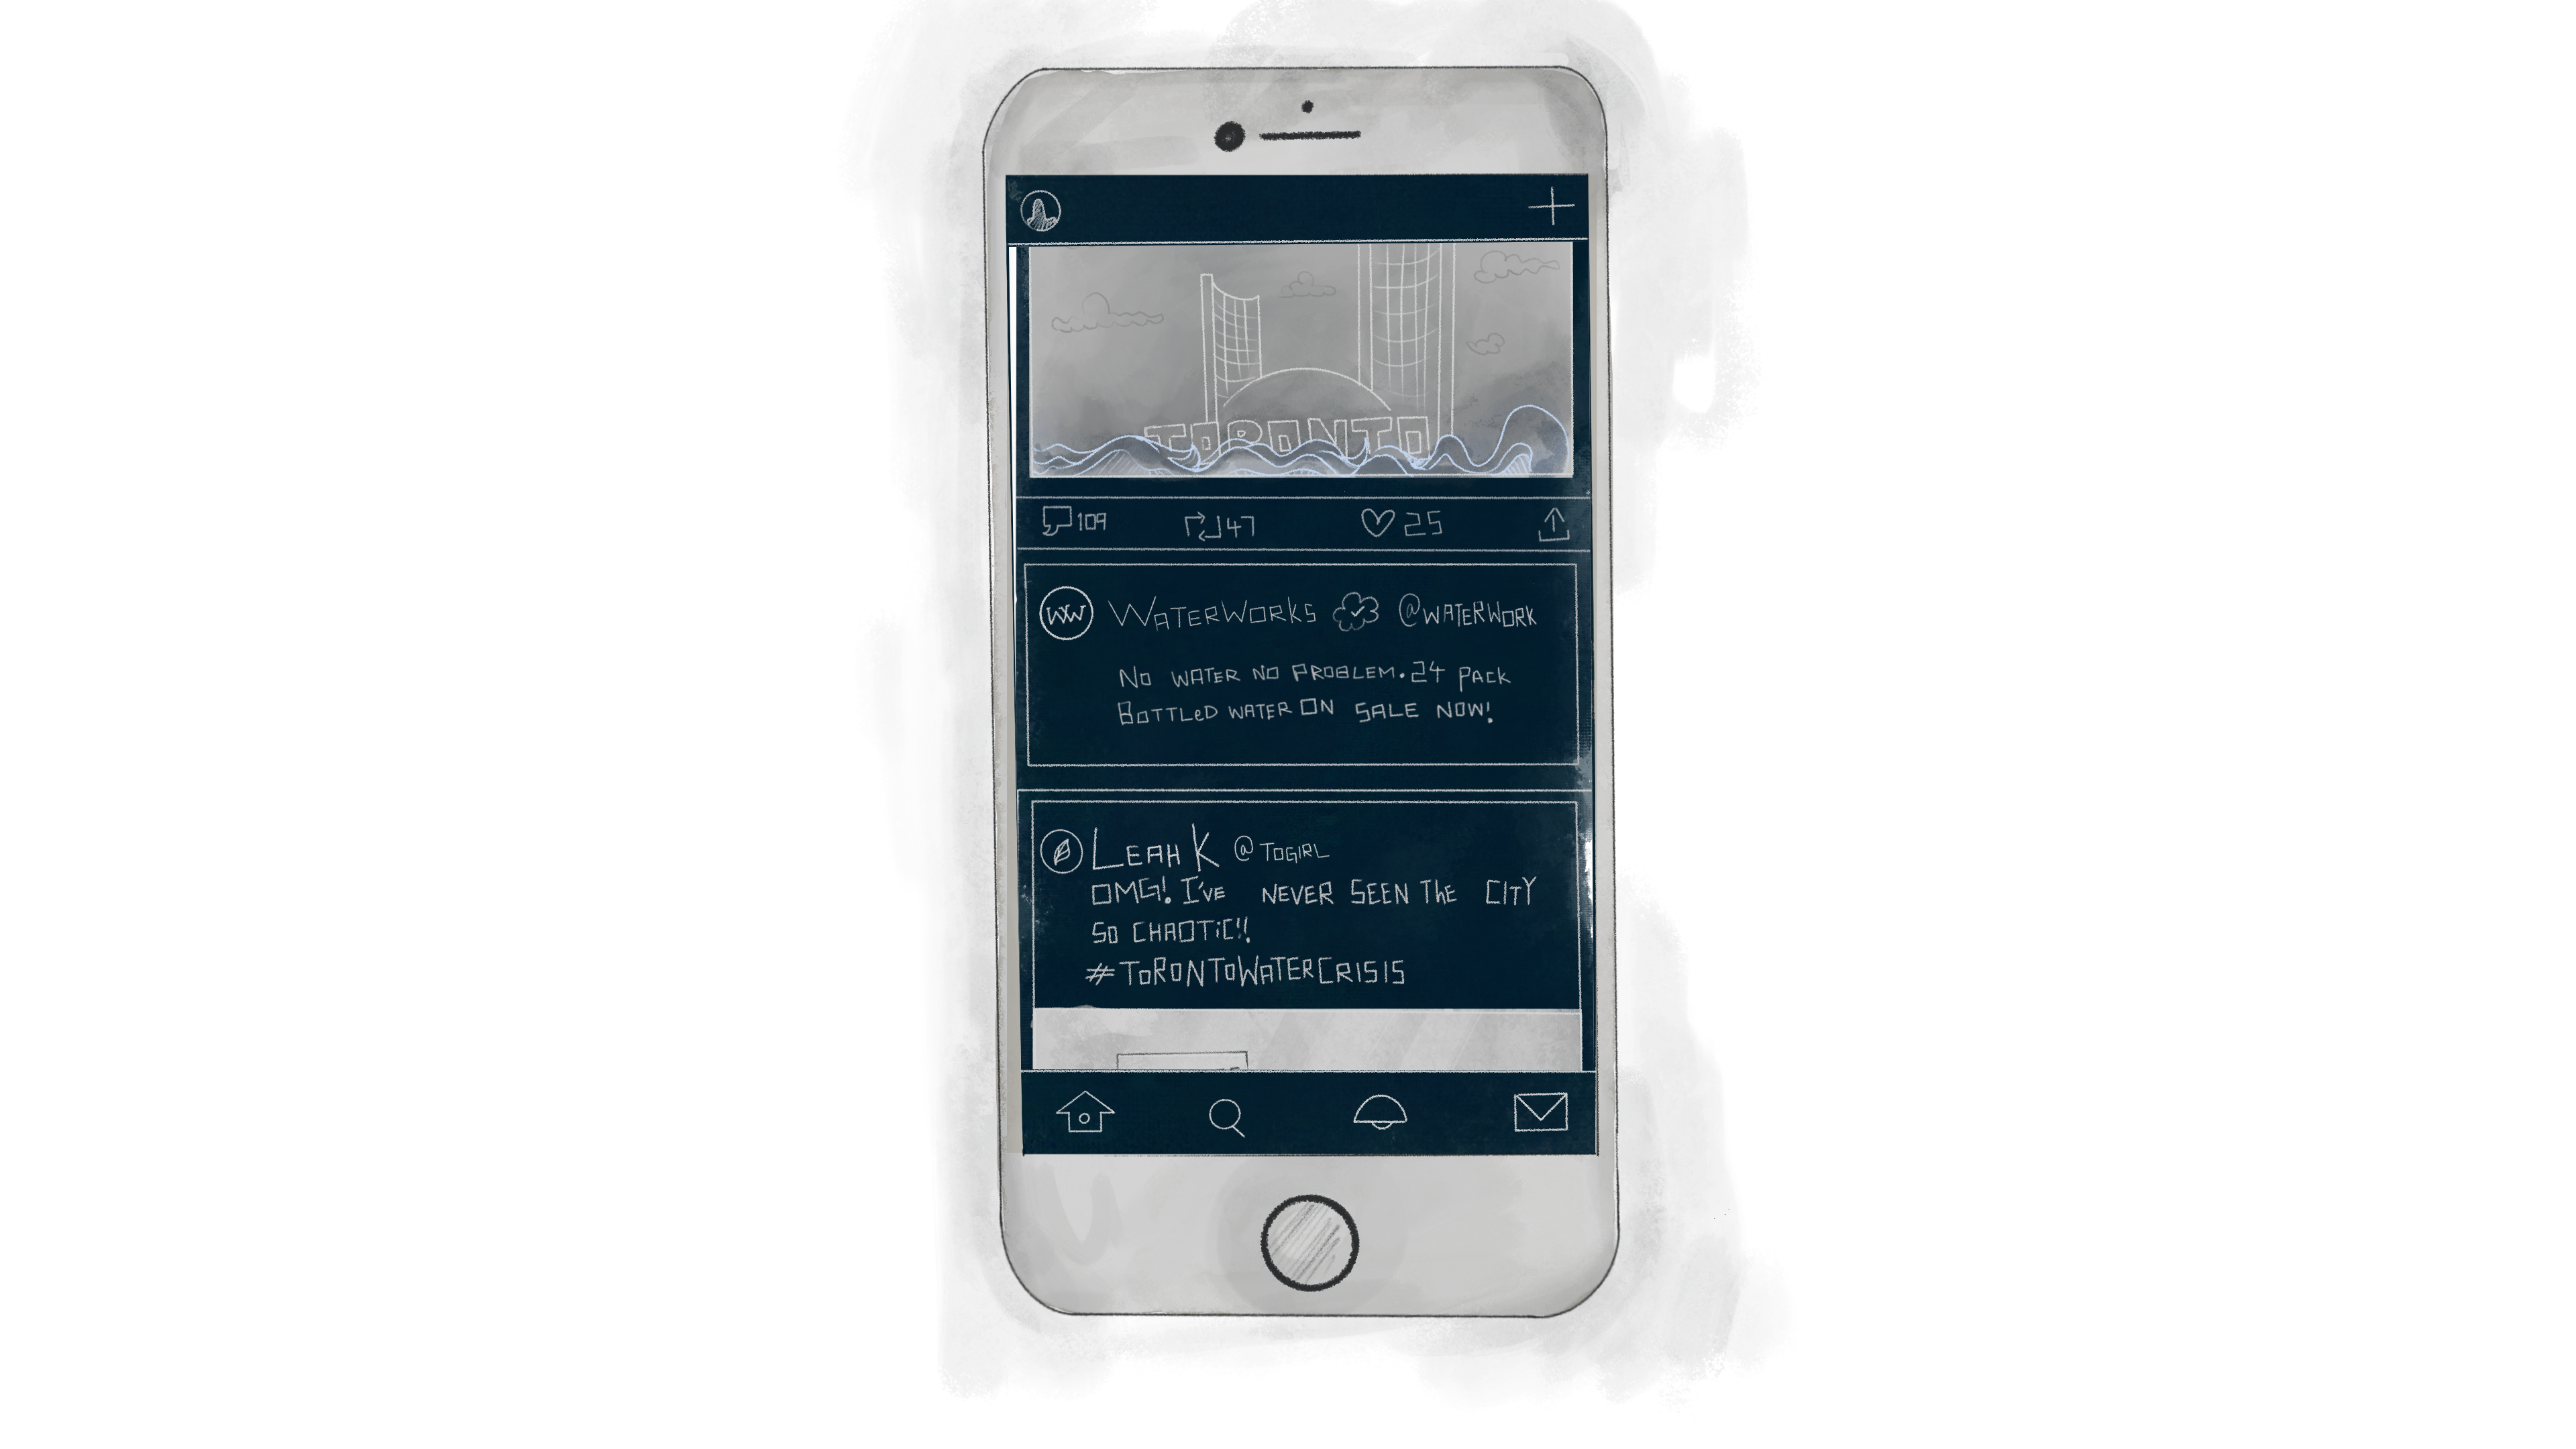 TORONTO
109 47 25
WW WATERWORKS @WATERWORK
NO WATER NO PROBLEM. 24 PACK
BOTTLeD WATER ON SALE NOW!
LEAH K @TOGIRL
OMG! I'VE NEVER SEEN THE CITY
SO CHAOTIC!!
#TORONTOWATERCRISIS